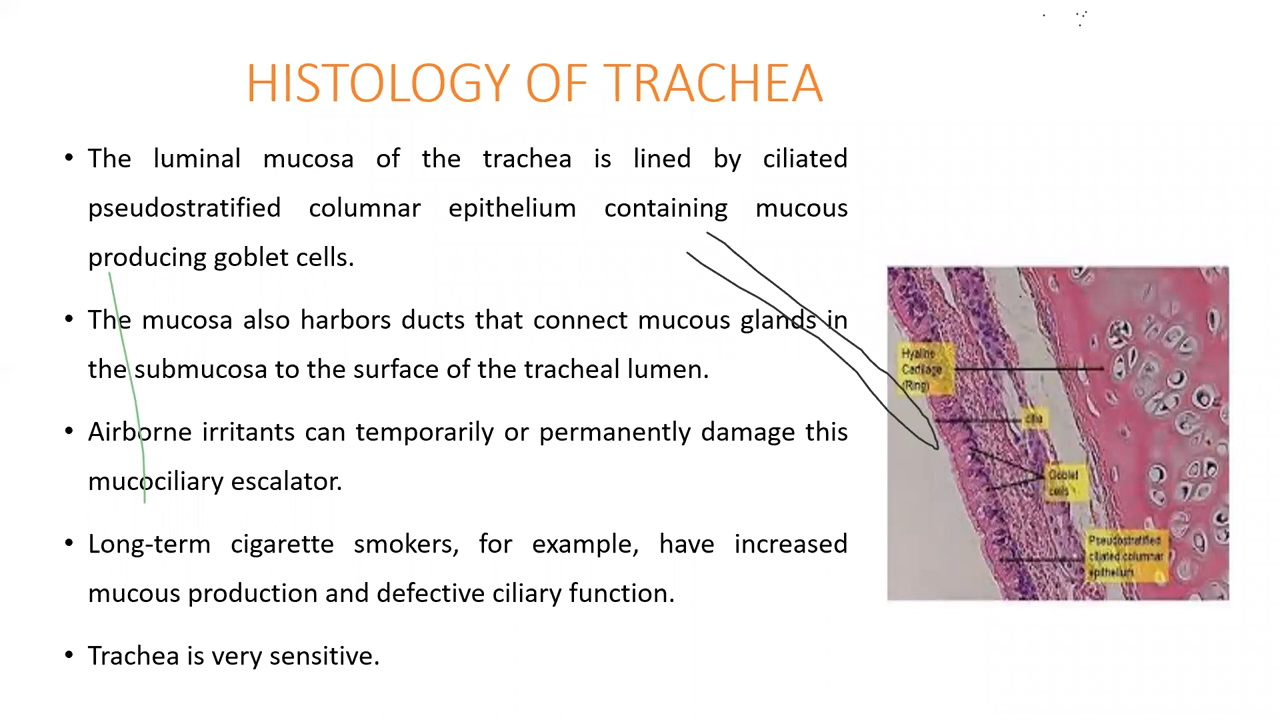 HISTOLOGY OF TRACHEA
• The luminal mucosa of the trachea is lined by ciliated
pseudostratified columnar epithelium containing mucous
producing goblet cells.
• The mucosa also harbors ducts that connect mucous glands in
the submucosa to the surface of the tracheal lumen.
• Airborne irritants can temporarily or permanently damage this
mucociliary escalator.
• Long-term cigarette smokers, for example, have increased
mucous production and defective ciliary function.
• Trachea is very sensitive.
Hyaline
Cartilage
(Ring)
cilia
Goblet
cells
Pseudostratified
ciliated columnar
epithelium